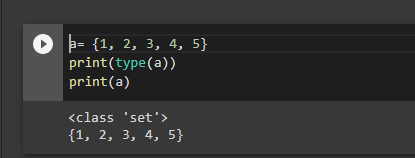 a= {1, 2, 3, 4, 5}
print(type(a))
print(a)
<class 'set'>
{1, 2, 3, 4, 5}